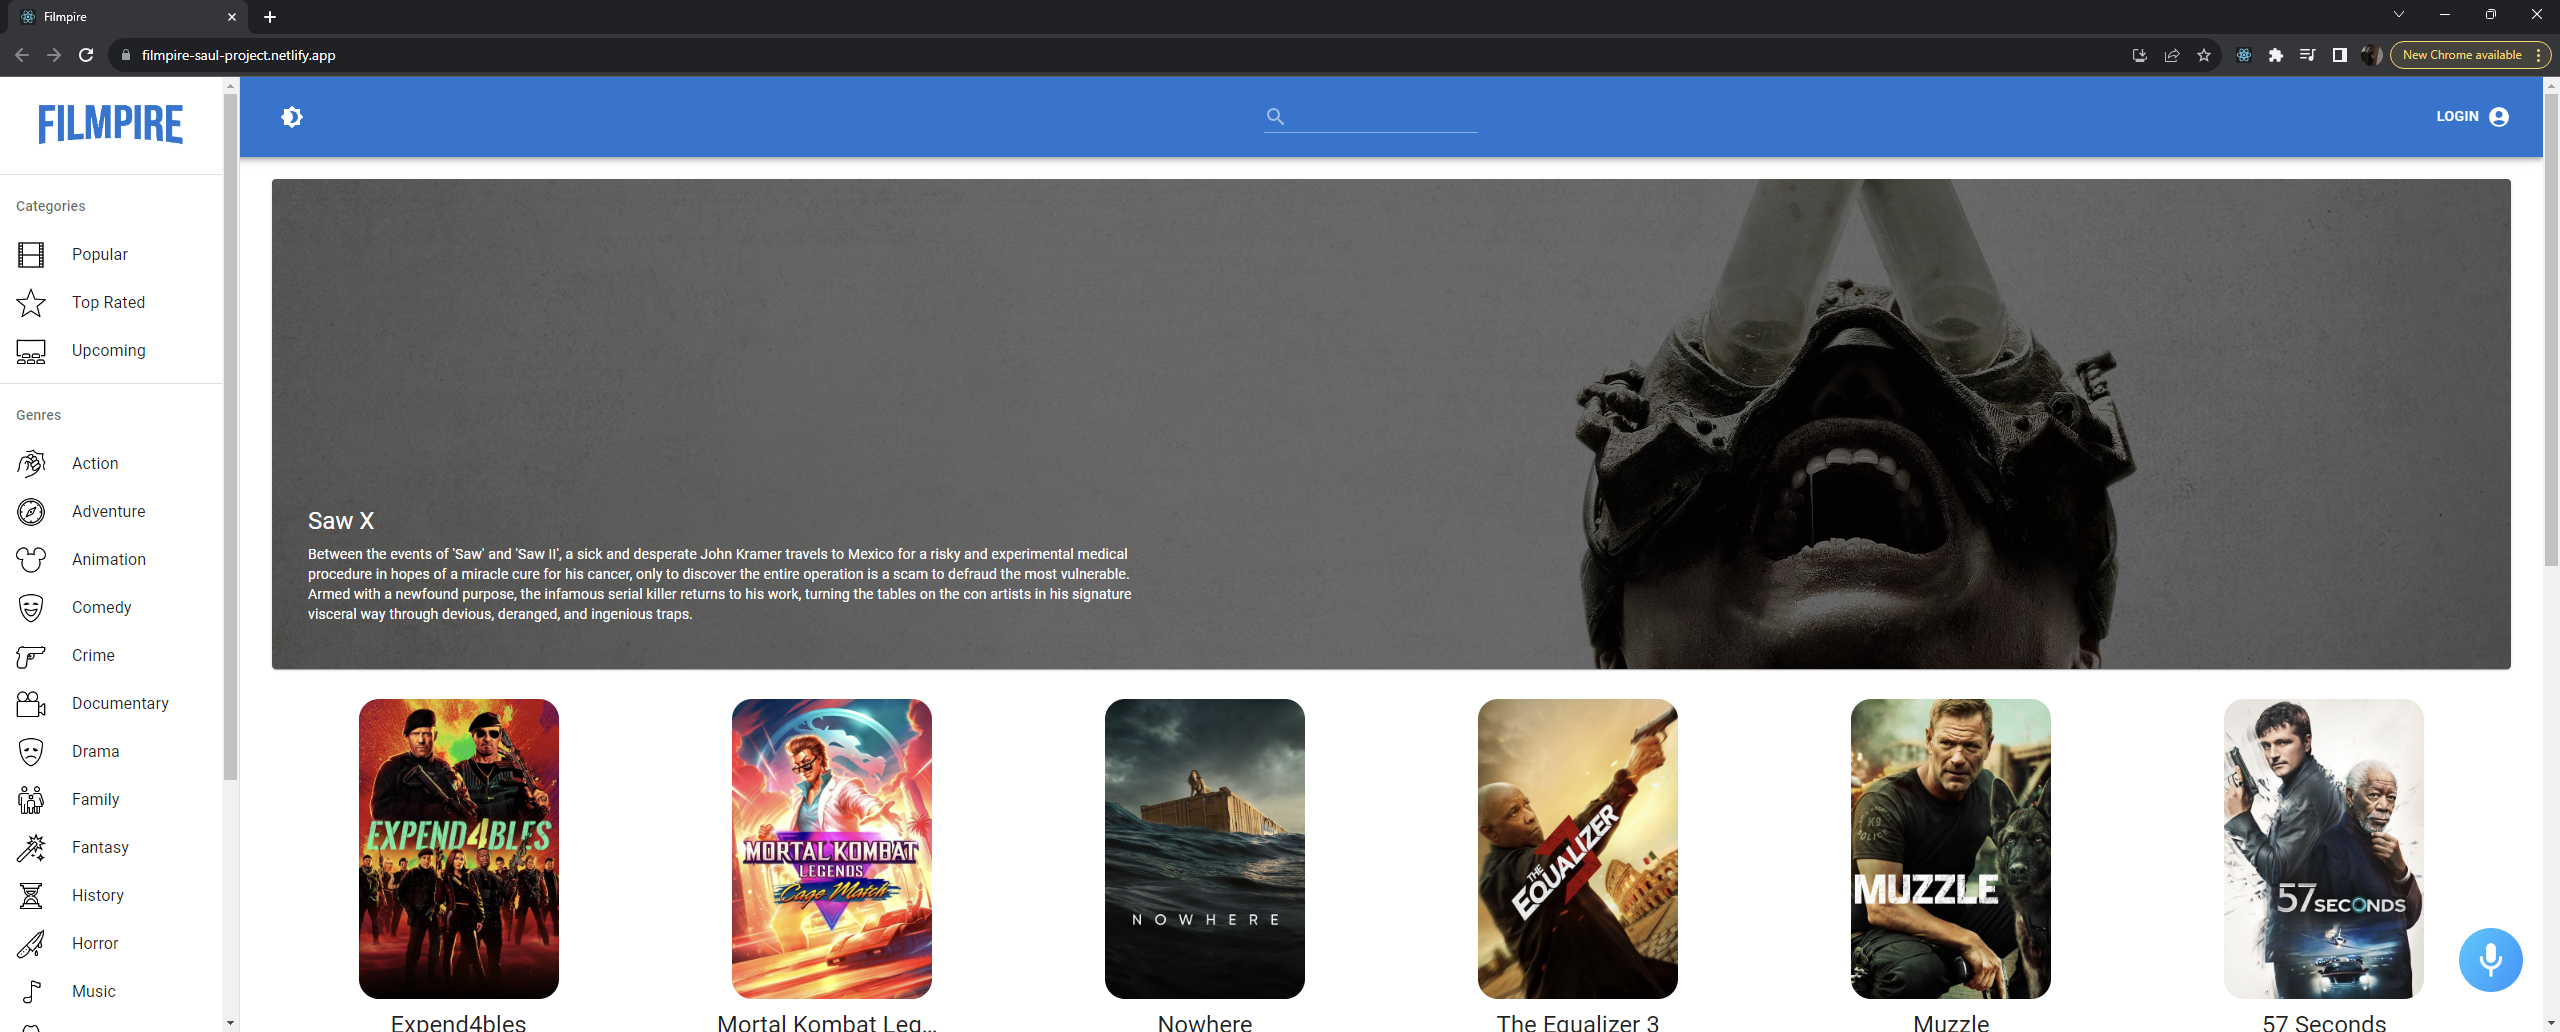 Filmpire
filmpire-saul-project.netlify.app
New Chrome available
FILMPIRE
LOGIN
Categories
Popular
Top Rated
Upcoming
Genres
Action
Adventure
Animation
Comedy
Crime
Documentary
Drama
Family
Fantasy
History
Horror
Music
Saw X
Between the events of 'Saw' and 'Saw II', a sick and desperate John Kramer travels to Mexico for a risky and experimental medical
procedure in hopes of a miracle cure for his cancer, only to discover the entire operation is a scam to defraud the most vulnerable.
Armed with a newfound purpose, the infamous serial killer returns to his work, turning the tables on the con artists in his signature
visceral way through devious, deranged, and ingenious traps.
EXPEND4BLES
MORTAL KOMBAT
LEGENDS
Cage Match
NOWHERE
THE
EQUALIZER
3
K9
POLICE
MUZZLE
57 SECONDS
Expend4bles
Mortal Kombat Leg...
Nowhere
The Equalizer 3
Muzzle
57 Seconds